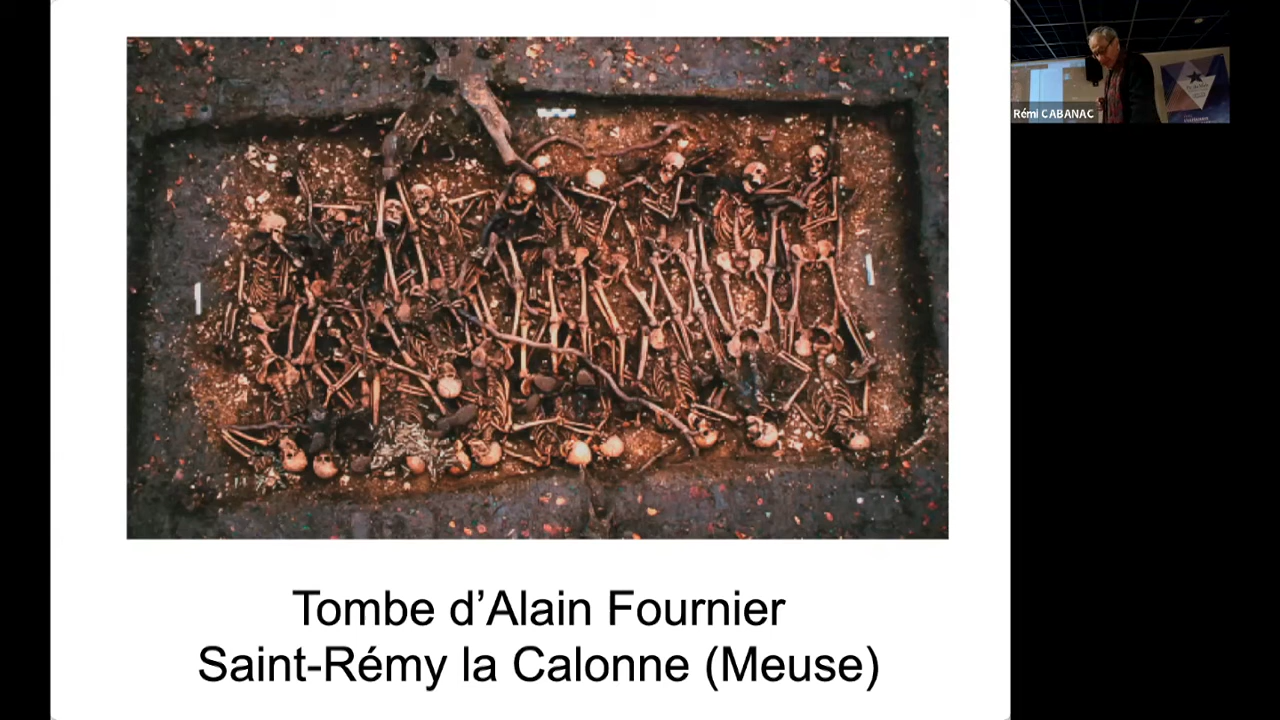 Tombe d’Alain Fournier
Saint-Rémy la Calonne (Meuse)
Rémi CABANAC